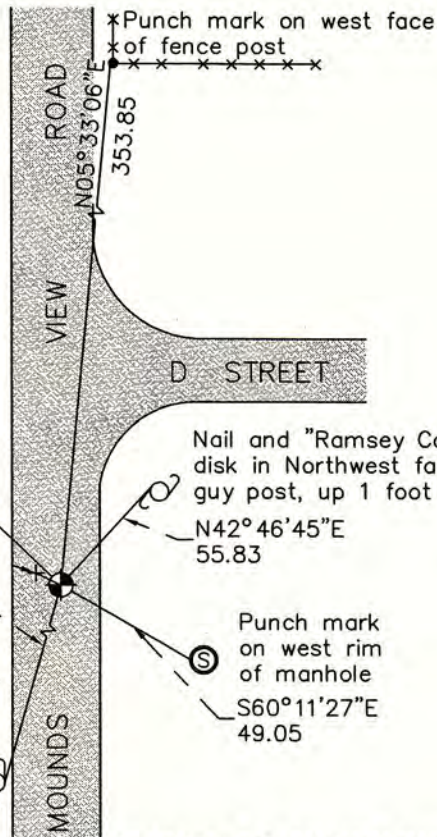 Punch mark on west face
of fence post
N05°33'06"E
353.85
ROAD
VIEW
MOUNDS
D STREET
Nail and "Ramsey Co
disk in Northwest fa
guy post, up 1 foot
N42°46'45"E
55.83
S
Punch mark
on west rim
of manhole
S60°11'27"E
49.05